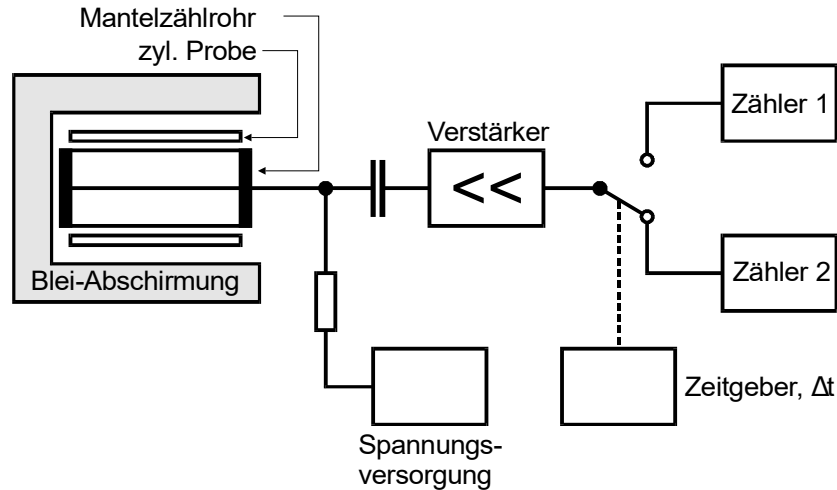 Mantelzählrohr
zyl. Probe
Zähler 1
Verstärker
<<
Blei-Abschirmung
Zähler 2
Zeitgeber, Δt
Spannungs-
versorgung